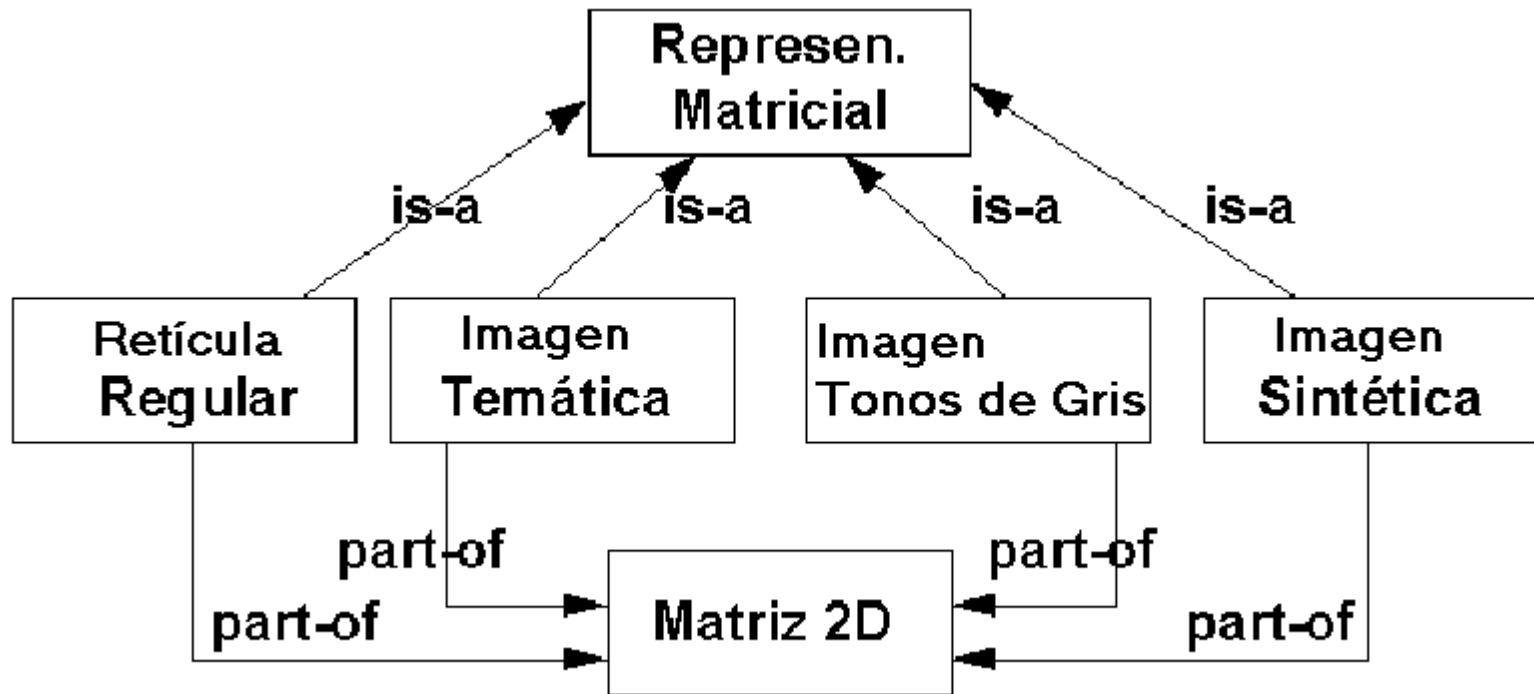 Represen.
Matricial
is-a
is-a
is-a
is-a
Retícula
Regular
Imagen
Temática
Imagen
Tonos de Gris
Imagen
Sintética
part-of
part-of
part-of
Matriz 2D
part-of